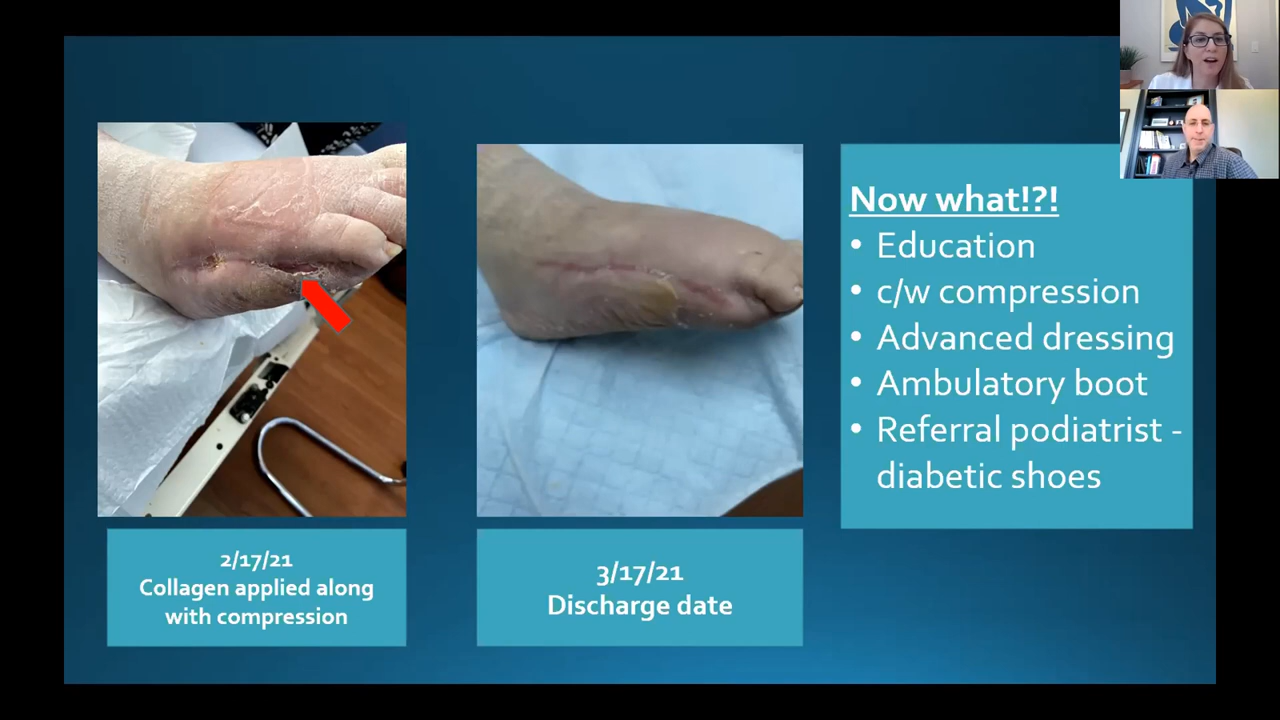 2/17/21
Collagen applied along
with compression
3/17/21
Discharge date
Now what!?!
• Education
• c/w compression
• Advanced dressing
• Ambulatory boot
• Referral podiatrist -
diabetic shoes